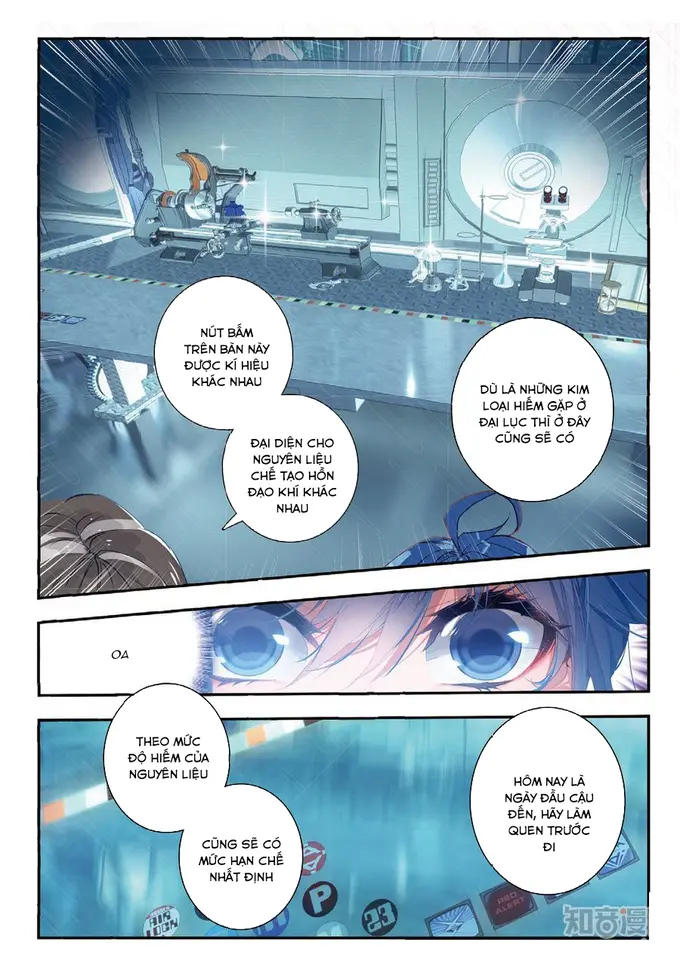 NÚT BẤM
TRÊN BÀN NÀY
ĐƯỢC KÍ HIỆU
KHÁC NHAU
DÙ LÀ NHỮNG KIM
LOẠI HIẾM GẶP Ở
ĐẠI LỤC THÌ Ở ĐÂY
CŨNG SẼ CÓ
ĐẠI DIỆN CHO
NGUYÊN LIỆU
CHẾ TẠO HỒN
ĐẠO KHÍ KHÁC
NHAU
OA
THEO MỨC
ĐỘ HIẾM CỦA
NGUYÊN LIỆU
HÔM NAY LÀ
NGÀY ĐẦU CẬU
ĐẾN, HÃY LÀM
QUEN TRƯỚC
ĐI
CŨNG SẼ CÓ
MỨC HẠN CHẾ
NHẤT ĐỊNH
AIR
LOCK
P
23
RED
ALERT
知音漫